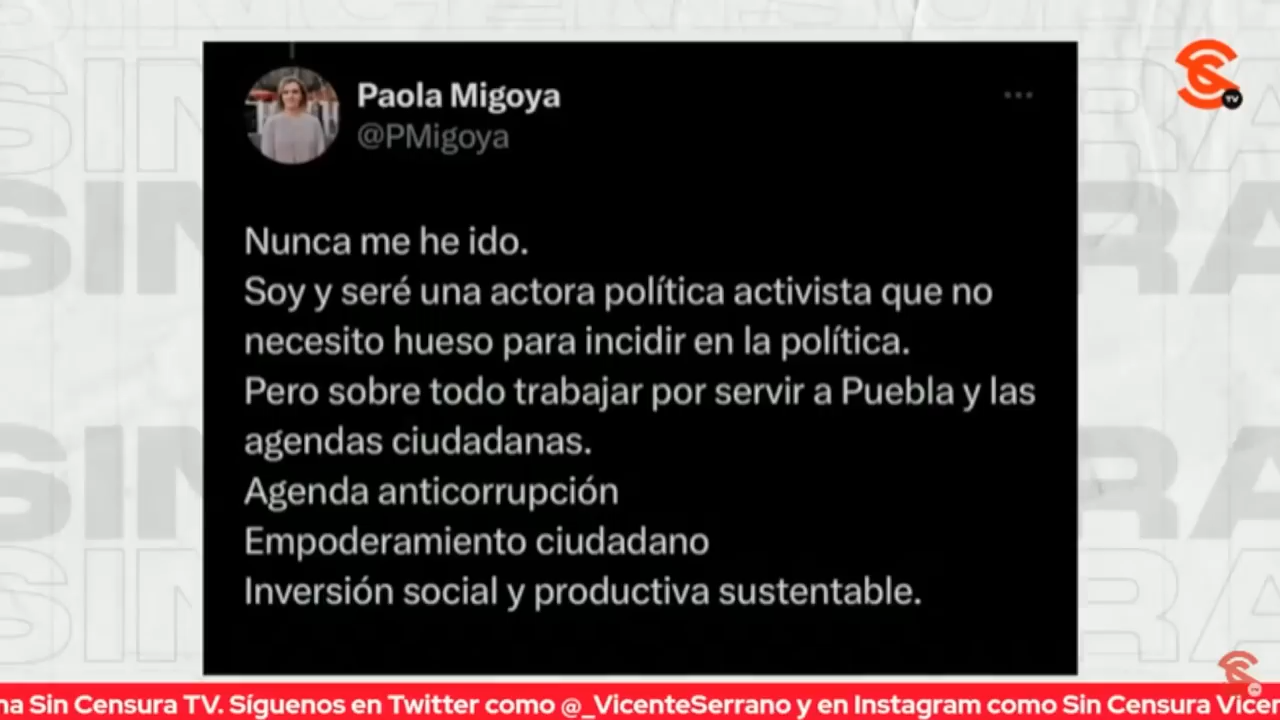 Paola Migoya
@PMigoya
Nunca me he ido.
Soy y seré una actora política activista que no
necesito hueso para incidir en la política.
Pero sobre todo trabajar por servir a Puebla y las
agendas ciudadanas.
Agenda anticorrupción
Empoderamiento ciudadano
Inversión social y productiva sustentable.
Sin Censura TV. Síguenos en Twitter como @_VicenteSerrano y en Instagram como Sin Censura